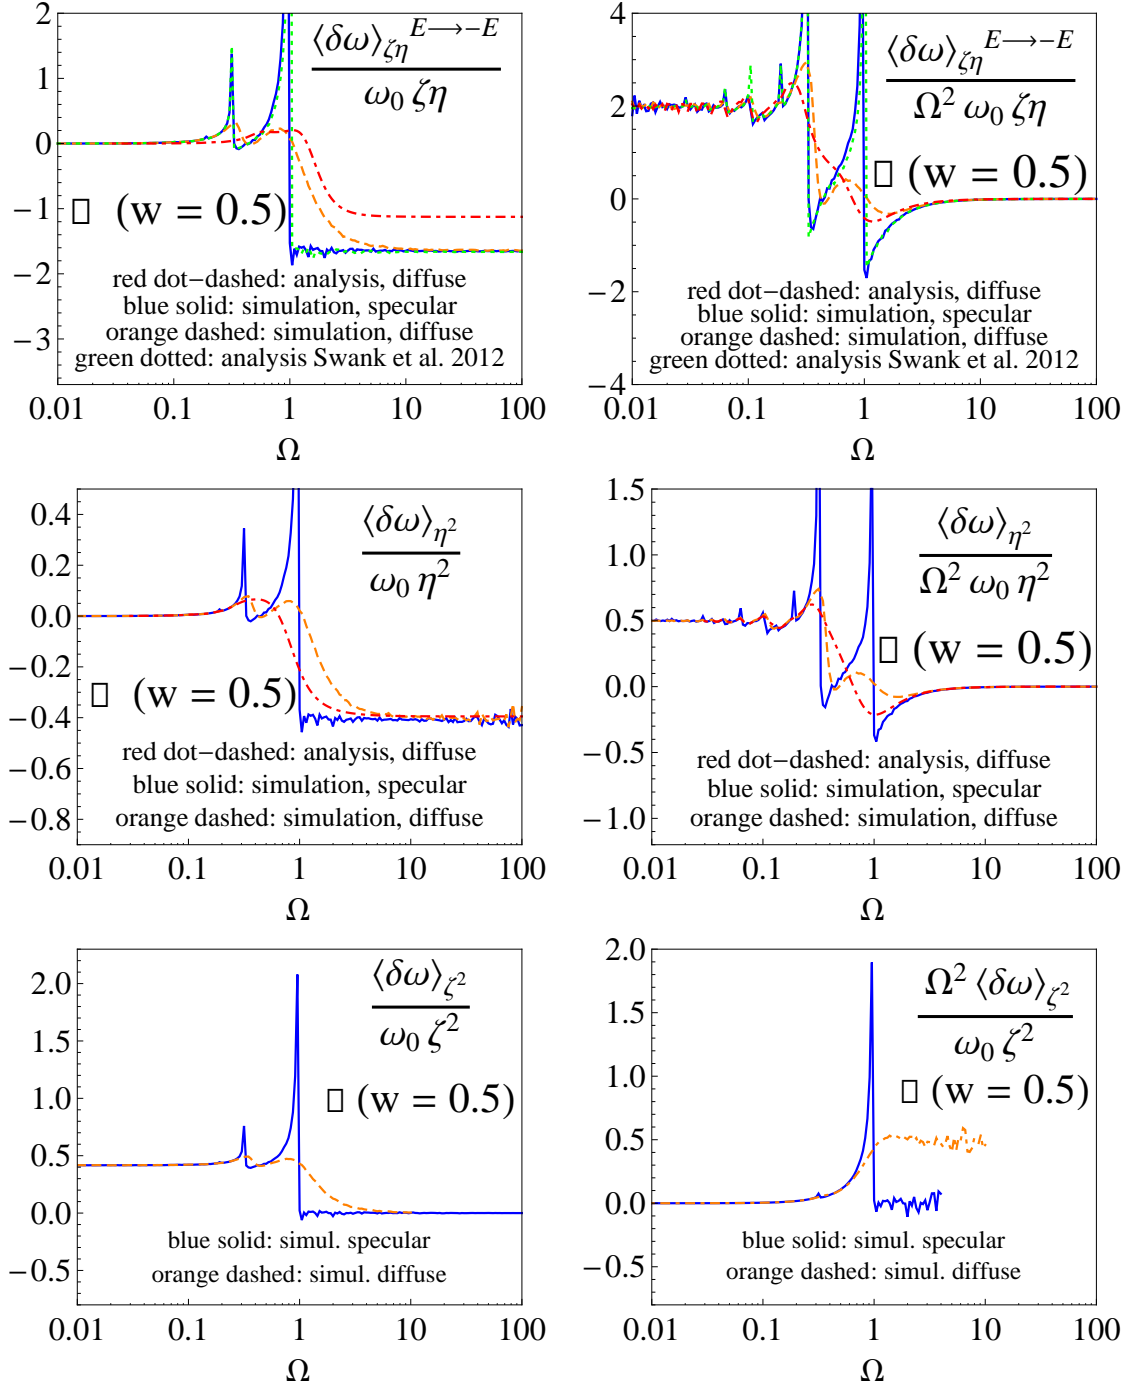 2
1
0
−1
−2
−3
0.01 0.1 1 10 100
Ω
⟨δω⟩ζη E⟶−E
ω0 ζη
▯ (w = 0.5)
red dot−dashed: analysis, diffuse
blue solid: simulation, specular
orange dashed: simulation, diffuse
green dotted: analysis Swank et al. 2012
4
2
0
−2
−4
0.01 0.1 1 10 100
Ω
⟨δω⟩ζη E⟶−E
Ω² ω0 ζη
▯ (w = 0.5)
red dot−dashed: analysis, diffuse
blue solid: simulation, specular
orange dashed: simulation, diffuse
green dotted: analysis Swank et al. 2012
0.4
0.2
0.0
−0.2
−0.4
−0.6
−0.8
0.01 0.1 1 10 100
Ω
⟨δω⟩η²
ω0 η²
▯ (w = 0.5)
red dot−dashed: analysis, diffuse
blue solid: simulation, specular
orange dashed: simulation, diffuse
1.5
1.0
0.5
0.0
−0.5
−1.0
0.01 0.1 1 10 100
Ω
⟨δω⟩η²
Ω² ω0 η²
▯ (w = 0.5)
red dot−dashed: analysis, diffuse
blue solid: simulation, specular
orange dashed: simulation, diffuse
2.0
1.5
1.0
0.5
0.0
−0.5
0.01 0.1 1 10 100
Ω
⟨δω⟩ζ²
ω0 ζ²
▯ (w = 0.5)
blue solid: simul. specular
orange dashed: simul. diffuse
2.0
1.5
1.0
0.5
0.0
−0.5
0.01 0.1 1 10 100
Ω
Ω² ⟨δω⟩ζ²
ω0 ζ²
▯ (w = 0.5)
blue solid: simul. specular
orange dashed: simul. diffuse